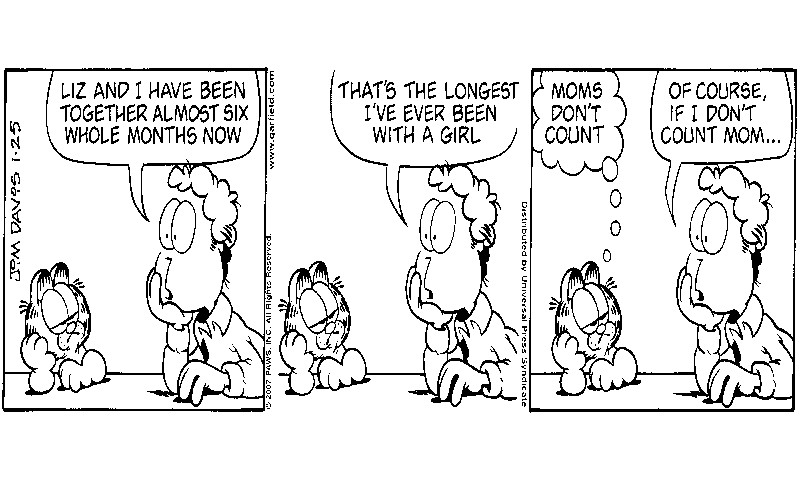 LIZ AND I HAVE BEEN
TOGETHER ALMOST SIX
WHOLE MONTHS NOW
JIM DAVIS 1-25
www.garfield.com
© 2007 PAWS, INC. All Rights Reserved.
THAT'S THE LONGEST
I'VE EVER BEEN
WITH A GIRL
Distributed by Universal Press Syndicate
MOMS
DON'T
COUNT
OF COURSE,
IF I DON'T
COUNT MOM...